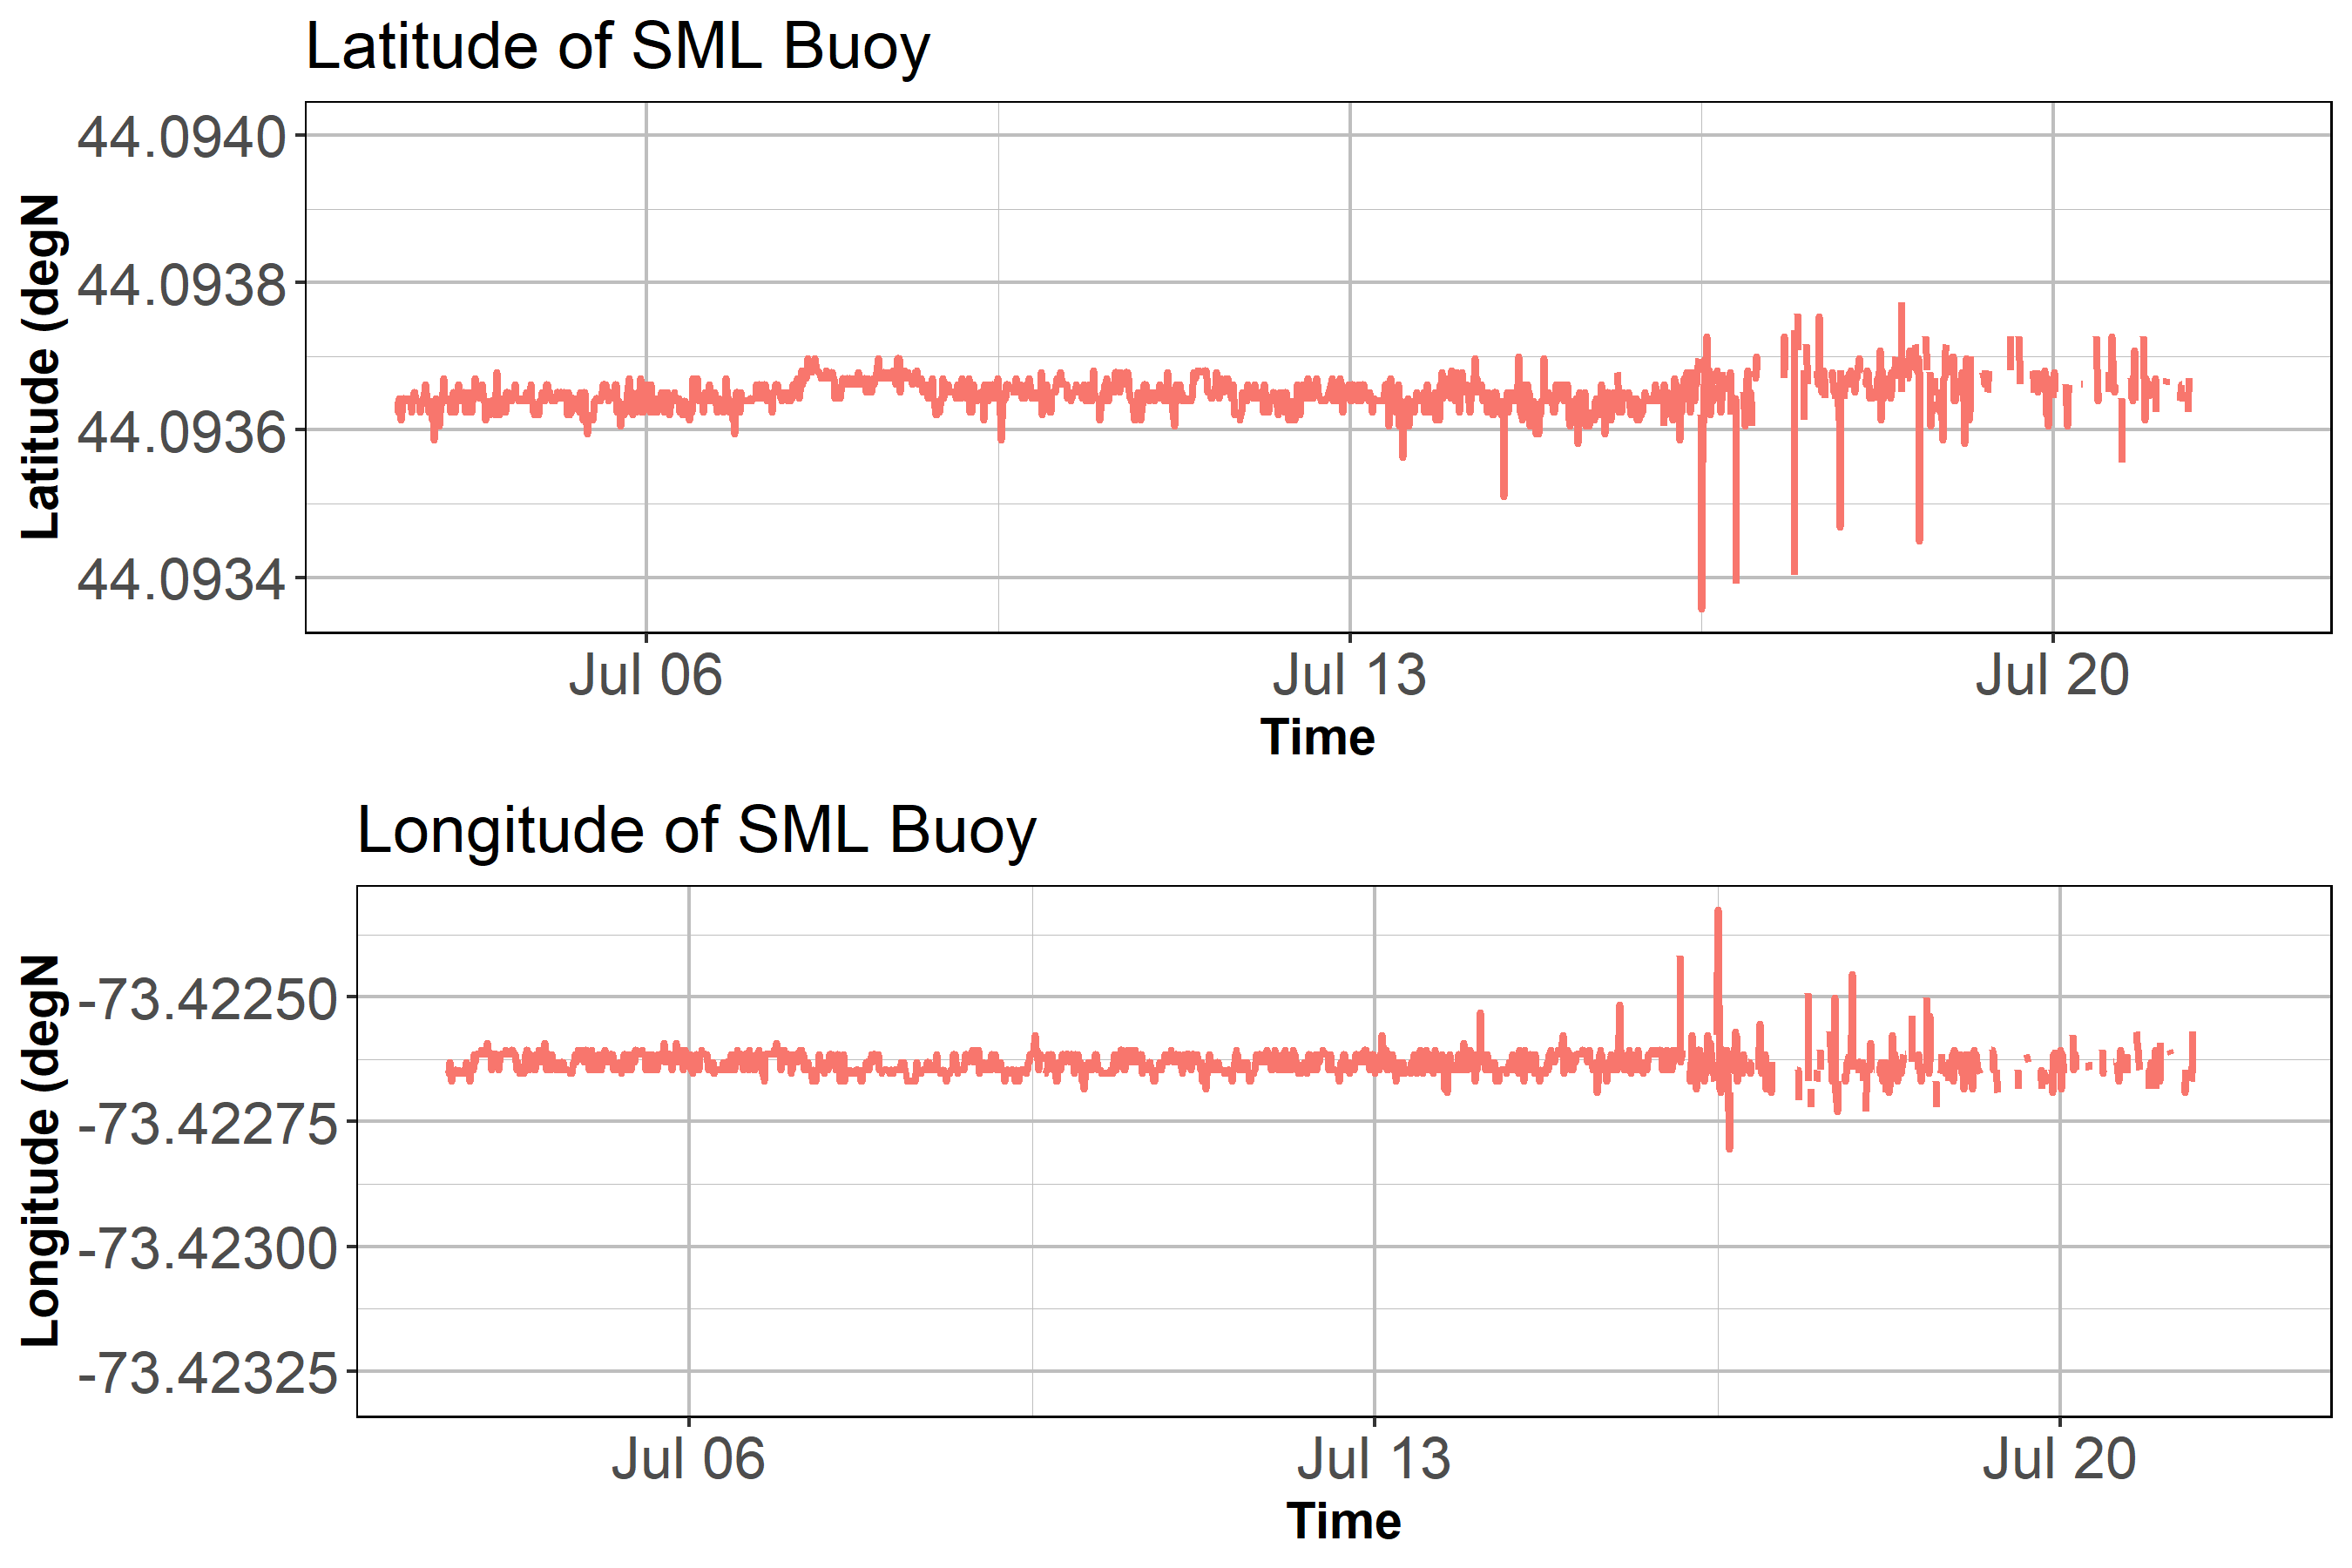 Latitude of SML Buoy
Latitude (degN
44.0940
44.0938
44.0936
44.0934
Jul 06 Jul 13 Jul 20
Time
Longitude of SML Buoy
Longitude (degN
-73.42250
-73.42275
-73.42300
-73.42325
Jul 06 Jul 13 Jul 20
Time